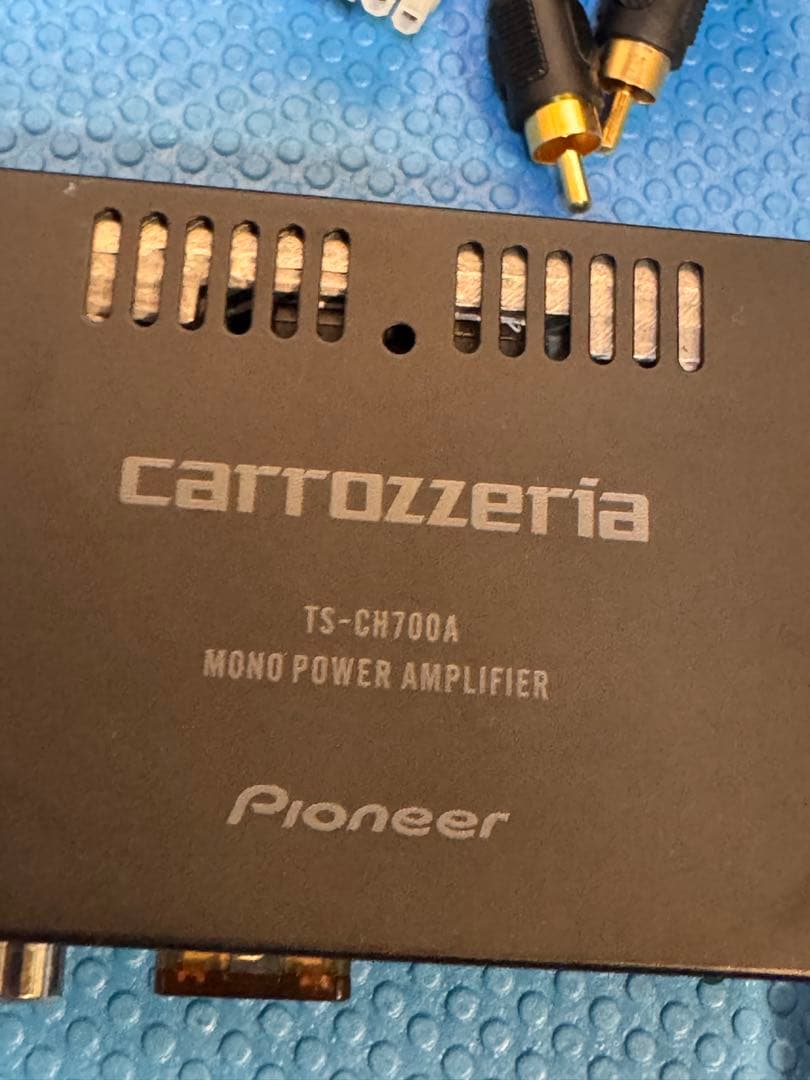 carrozzeria
TS-CH700A
MONO POWER AMPLIFIER
Pioneer